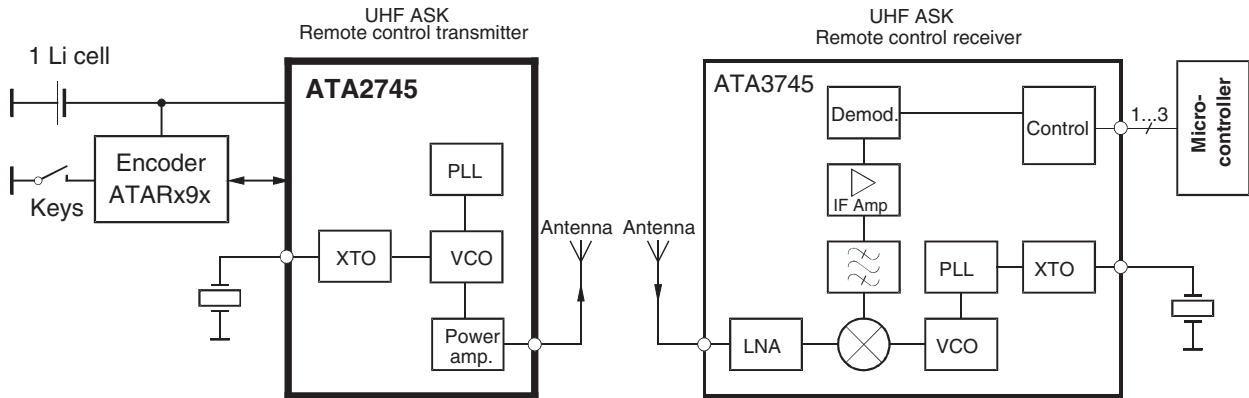 UHF ASK
Remote control transmitter
1 Li cell
ATA2745
Encoder
ATARx9x
Keys
PLL
XTO
VCO
Power
amp.
Antenna
UHF ASK
Remote control receiver
ATA3745
Demod.
Control
1...3
Micro-
controller
IF Amp
Antenna
PLL
XTO
LNA
VCO